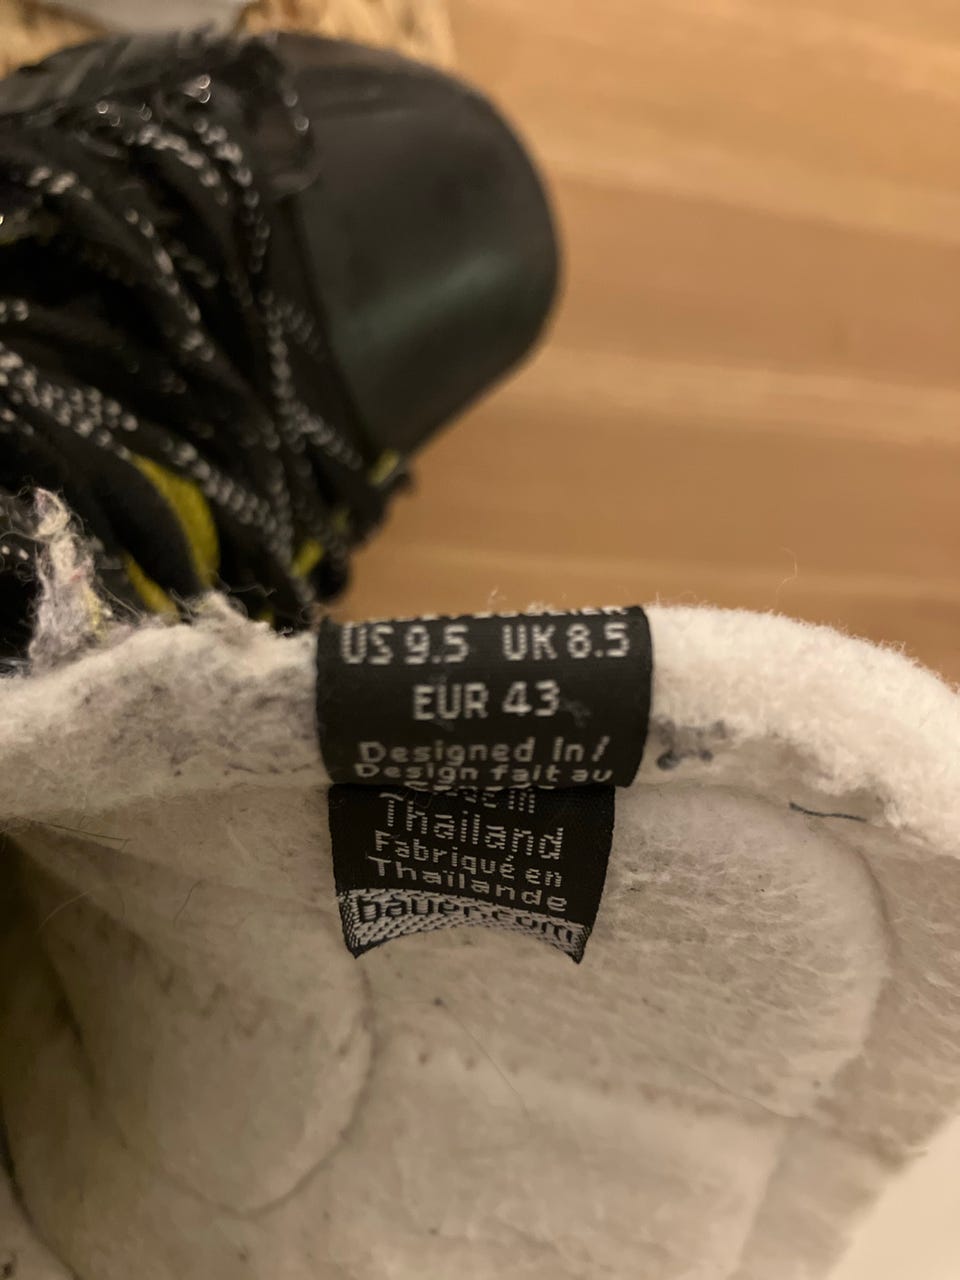 US 9.5 UK 8.5
EUR 43
Designed in /
Design fait au
Thailand
Fabriqué en
Thaïlande
bauer.com